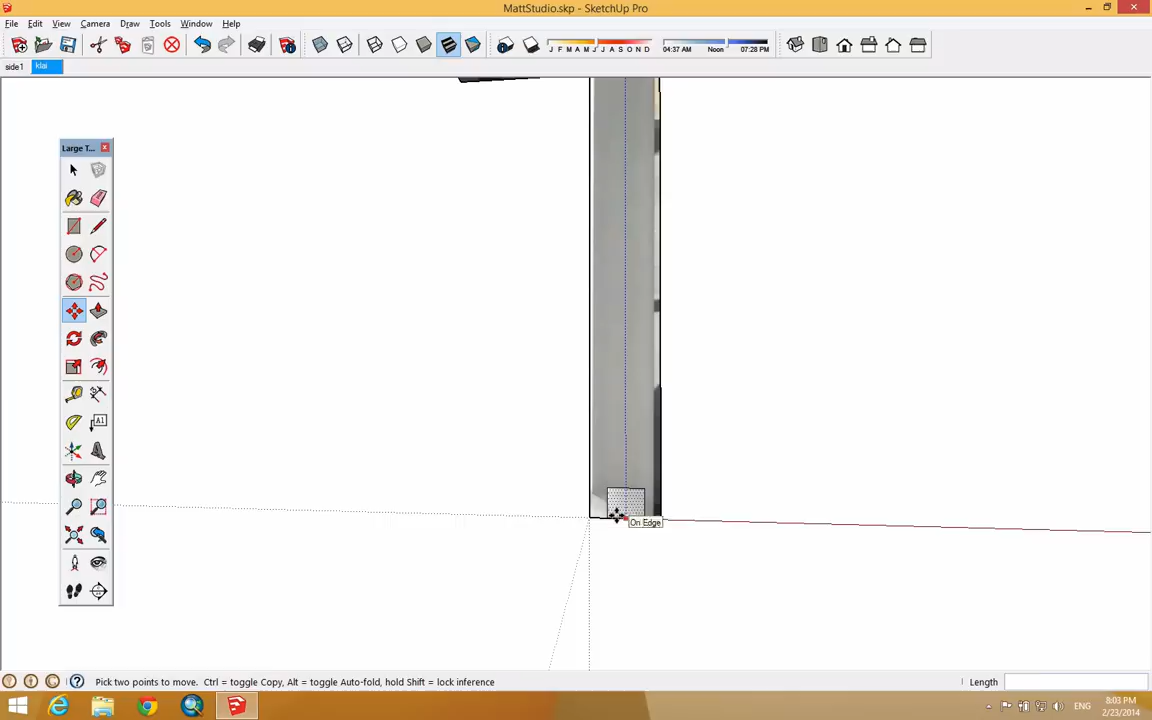 MattStudio.skp - SketchUp Pro
File Edit View Camera Draw Tools Window Help
J F M A M J J A S O N D 04:37 AM Noon 07:28 PM
side1 klai
Large T...
A1
On Edge
Pick two points to move. Ctrl = toggle Copy, Alt = toggle Auto-fold, hold Shift = lock inference
Length
ENG
8:03 PM
2/23/2014